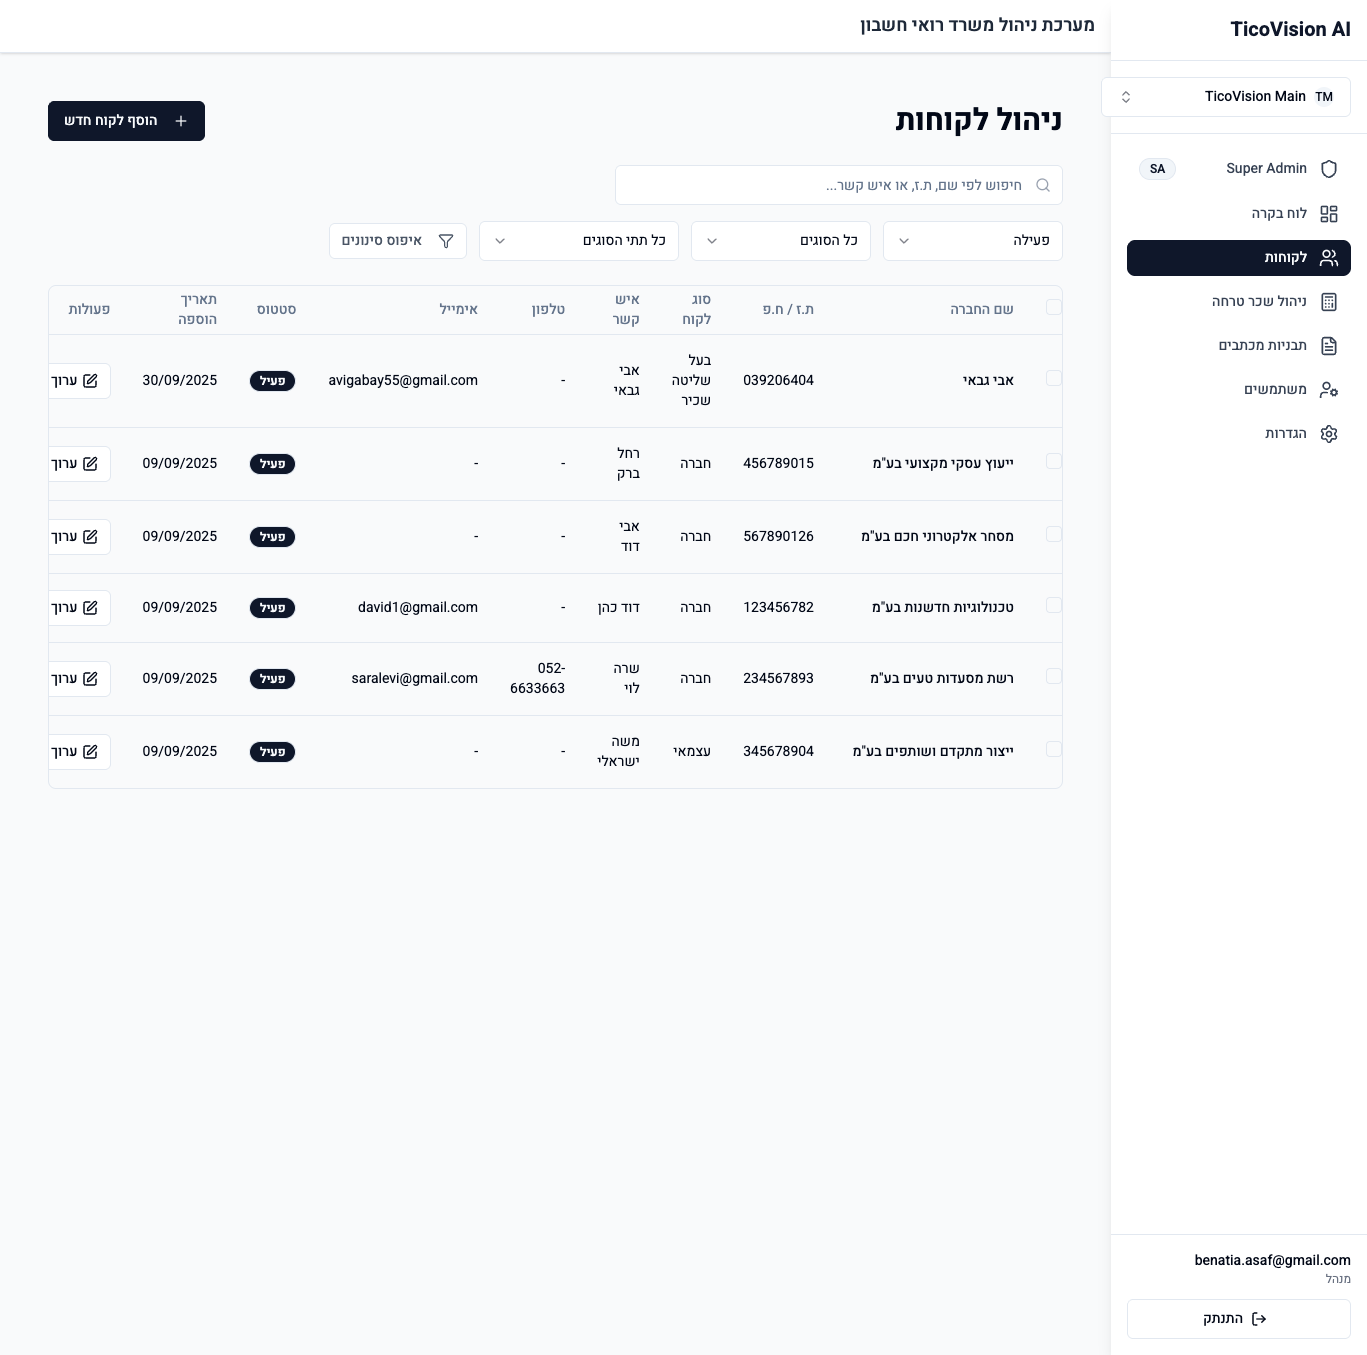 TicoVision AI
TM TicoVision Main
Super Admin SA
לוח בקרה
לקוחות
ניהול שכר טרחה
תבניות מכתבים
משתמשים
הגדרות
benatia.asaf@gmail.com
מנהל
התנתק
מערכת ניהול משרד רואי חשבון
ניהול לקוחות
הוסף לקוח חדש
חיפוש לפי שם, ת.ז, או איש קשר...
פעילה כל הסוגים כל תתי הסוגים איפוס סינונים
שם החברה ת.ז / ח.פ סוג לקוח איש קשר טלפון אימייל סטטוס תאריך הוספה פעולות
אבי גבאי 039206404 בעל שליטה שכיר אבי גבאי - avigabay55@gmail.com פעיל 30/09/2025 ערוך
ייעוץ עסקי מקצועי בע"מ 456789015 חברה רחל ברק - - פעיל 09/09/2025 ערוך
מסחר אלקטרוני חכם בע"מ 567890126 חברה אבי דוד - - פעיל 09/09/2025 ערוך
טכנולוגיות חדשנות בע"מ 123456782 חברה דוד כהן - david1@gmail.com פעיל 09/09/2025 ערוך
רשת מסעדות טעים בע"מ 234567893 חברה שרה לוי 052-6633663 saralevi@gmail.com פעיל 09/09/2025 ערוך
ייצור מתקדם ושותפים בע"מ 345678904 עצמאי משה ישראלי - - פעיל 09/09/2025 ערוך